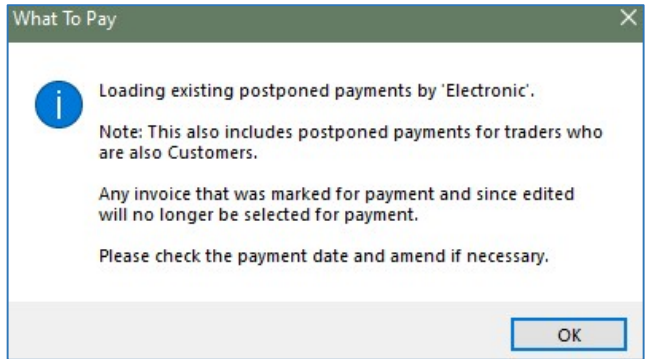 What To Pay
Loading existing postponed payments by 'Electronic'.
Note: This also includes postponed payments for traders who
are also Customers.
Any invoice that was marked for payment and since edited
will no longer be selected for payment.
Please check the payment date and amend if necessary.
OK